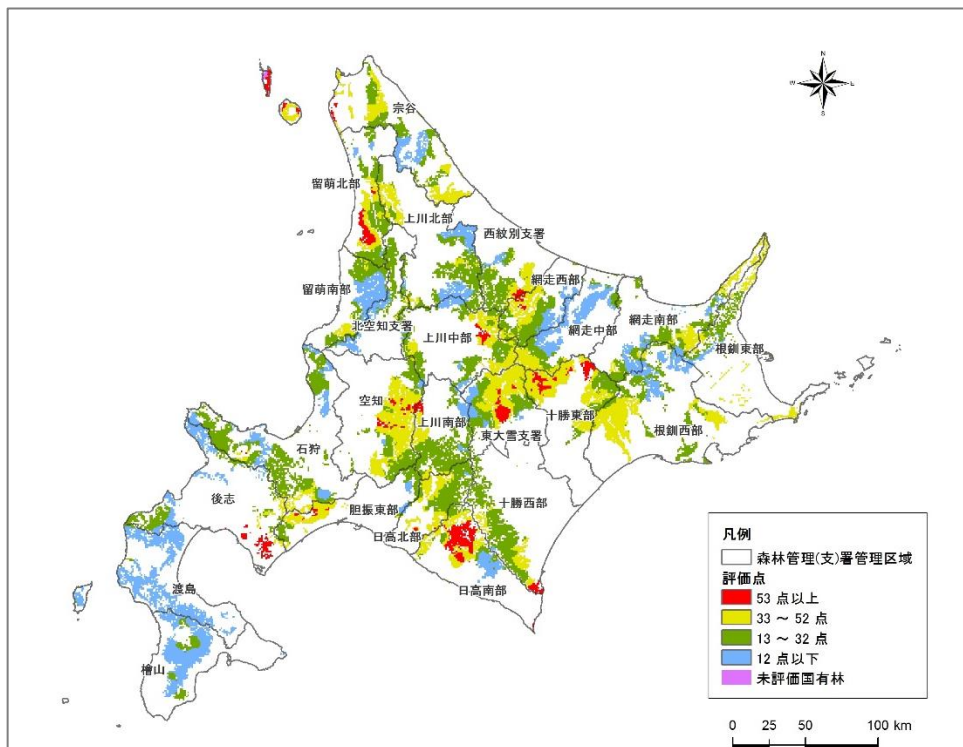 N
W
E
S
宗谷
留萌北部
上川北部
西紋別支署
網走西部
留萌南部
網走南部
網走中部
北空知支署
上川中部
根釧東部
空知
十勝東部
上川南部
東大雪支署
根釧西部
石狩
後志
十勝西部
胆振東部
日高北部
日高南部
渡島
檜山
凡例
森林管理(支)署管理区域
評価点
53 点以上
33 ～ 52 点
13 ～ 32 点
12 点以下
未評価国有林
0 25 50 100 km